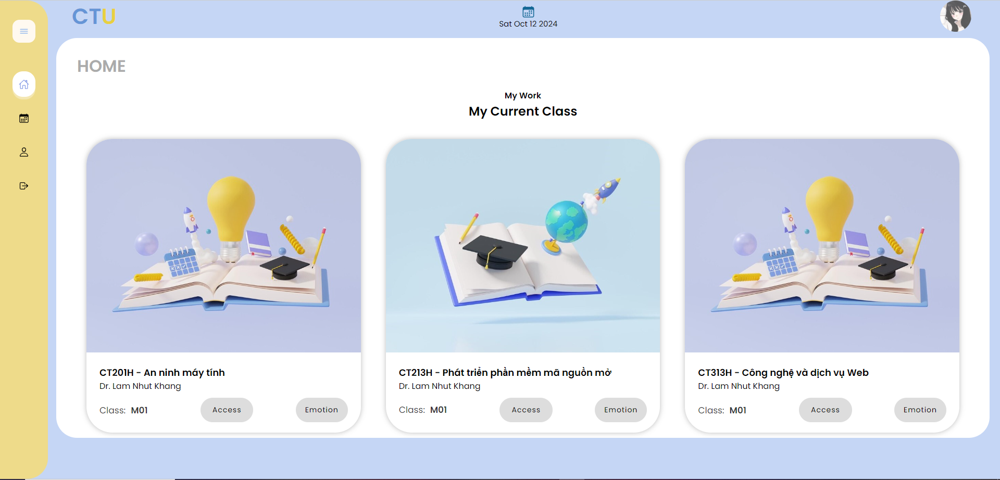 CTU
Sat Oct 12 2024
HOME
My Work
My Current Class
CT201H - An ninh máy tính
Dr. Lam Nhut Khang
Class: M01
Access
Emotion
CT213H - Phát triển phần mềm mã nguồn mở
Dr. Lam Nhut Khang
Class: M01
Access
Emotion
CT313H - Công nghệ và dịch vụ Web
Dr. Lam Nhut Khang
Class: M01
Access
Emotion